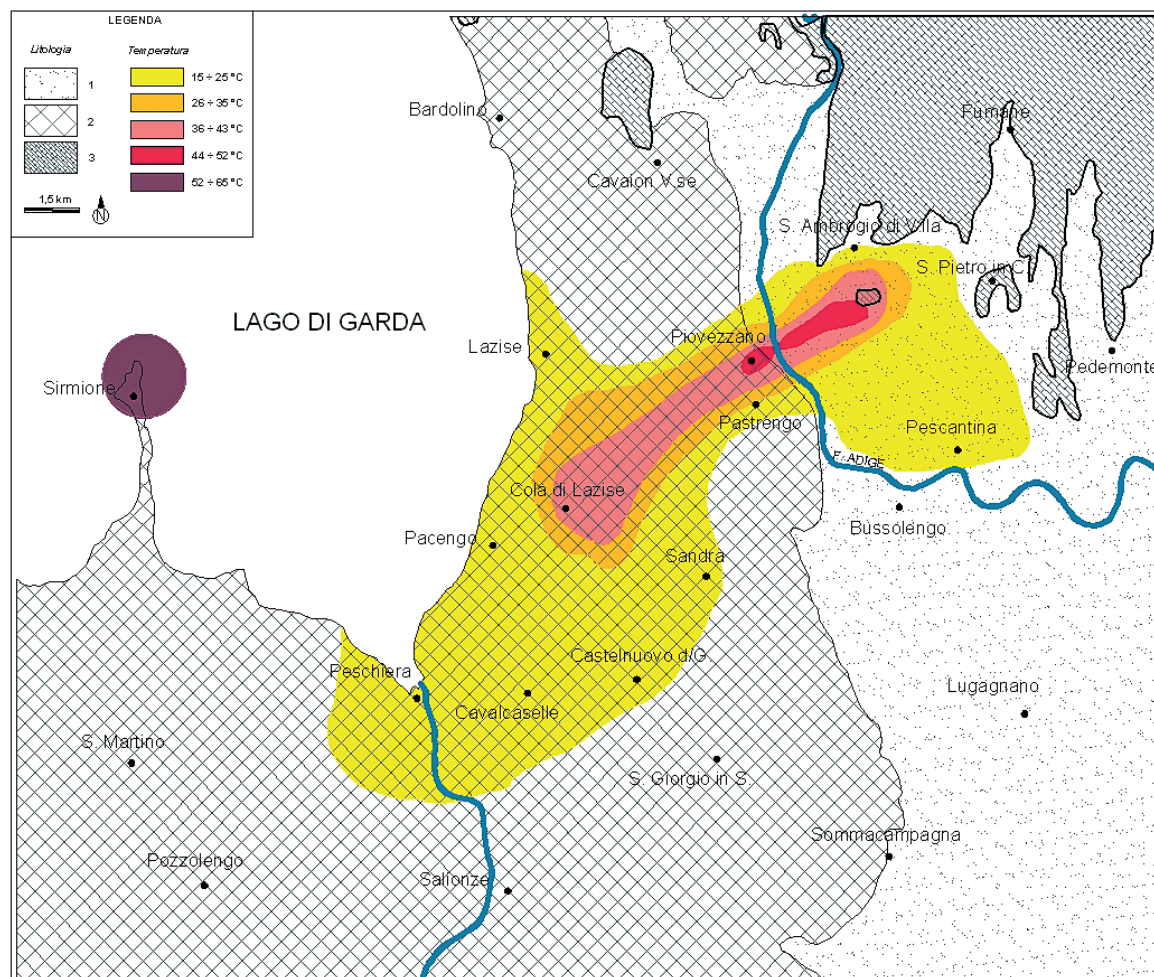 LEGENDA
Litologia
Temperatura
1
15 ÷ 25 °C
2
26 ÷ 35 °C
3
36 ÷ 43 °C
44 ÷ 52 °C
52 ÷ 65 °C
1,5 km
N
Bardolino
Fumane
Cavaion V.se
S. Ambrogio di Villa
S. Pietro in C.
LAGO DI GARDA
Piovezzano
Lazise
Pedemonte
Sirmione
Pastrengo
Pescantina
F. ADIGE
Colà di Lazise
Bussolengo
Pacengo
Sandra
Castelnuovo d/G.
Peschiera
Lugagnano
Cavalcaselle
S. Martino
S. Giorgio in S.
Sommacampagna
Pozzolengo
Salionze